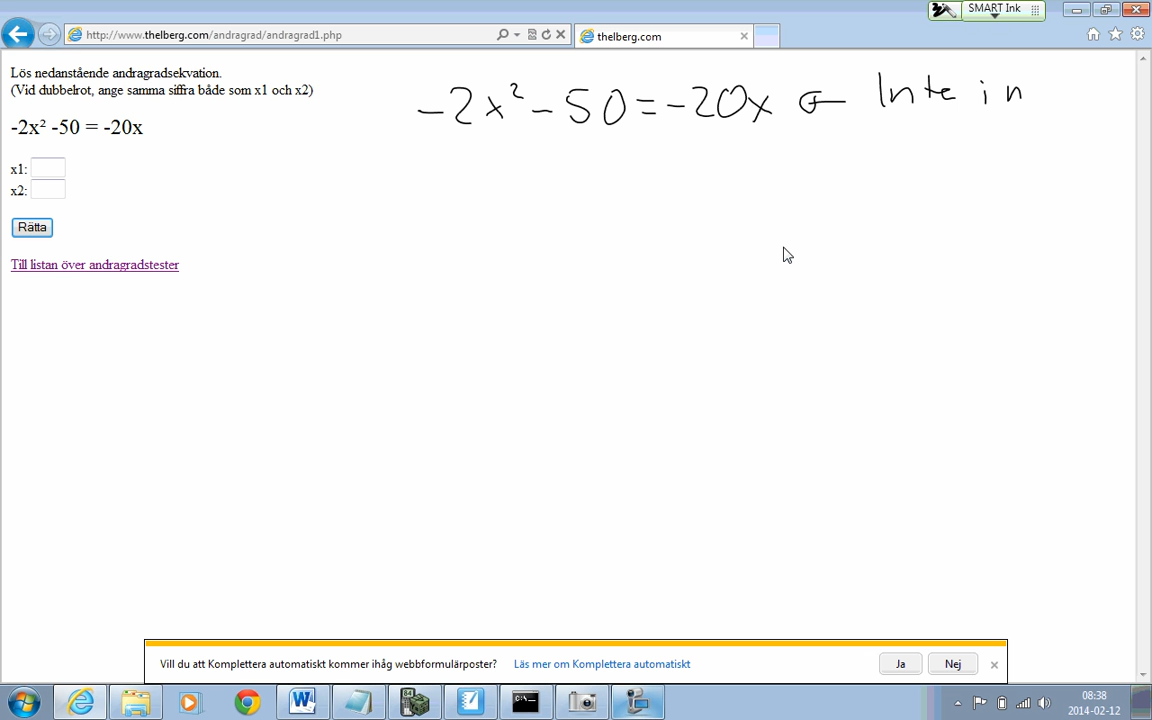 SMART Ink
http://www.thelberg.com/andragrad/andragrad1.php
thelberg.com
Lös nedanstående andragradsekvation.
(Vid dubbelrot, ange samma siffra både som x1 och x2)
-2x² - 50 = -20x ← Inte i n
-2x² -50 = -20x
x1:
x2:
Rätta
Till listan över andragradstester
Vill du att Komplettera automatiskt kommer ihåg webbformulärposter? Läs mer om Komplettera automatiskt Ja Nej
08:38
2014-02-12